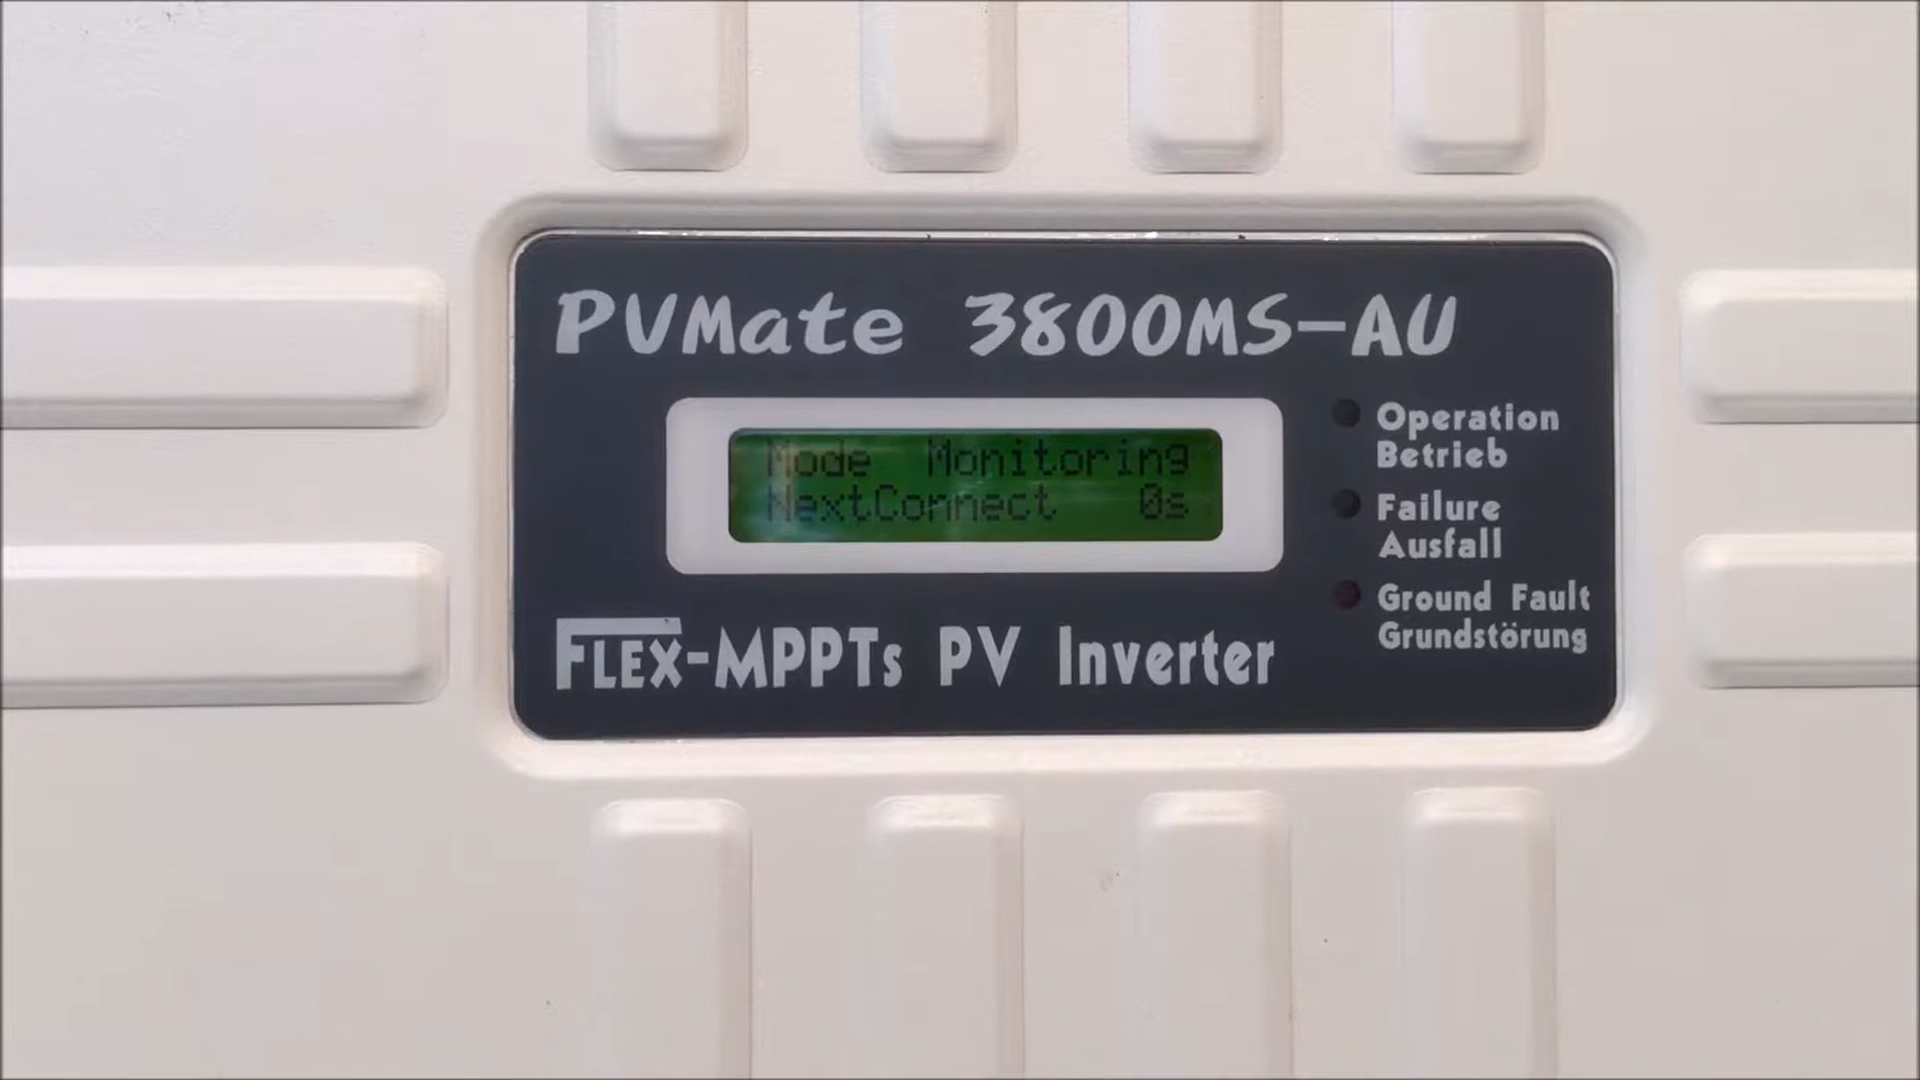 PVMate 3800MS-AU
Mode Monitoring
NextConnect 0s
Operation
Betrieb
Failure
Ausfall
Ground Fault
Grundstörung
FLEX-MPPTs PV Inverter